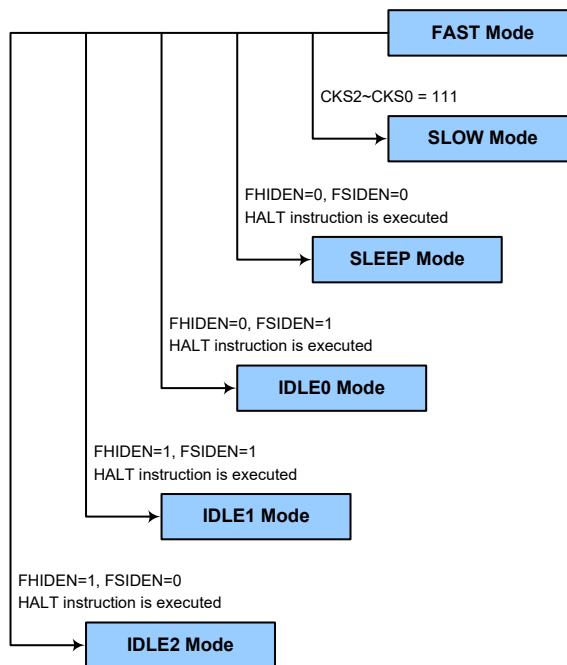 FAST Mode
CKS2~CKS0 = 111
SLOW Mode
FHIDEN=0, FSIDEN=0
HALT instruction is executed
SLEEP Mode
FHIDEN=0, FSIDEN=1
HALT instruction is executed
IDLE0 Mode
FHIDEN=1, FSIDEN=1
HALT instruction is executed
IDLE1 Mode
FHIDEN=1, FSIDEN=0
HALT instruction is executed
IDLE2 Mode